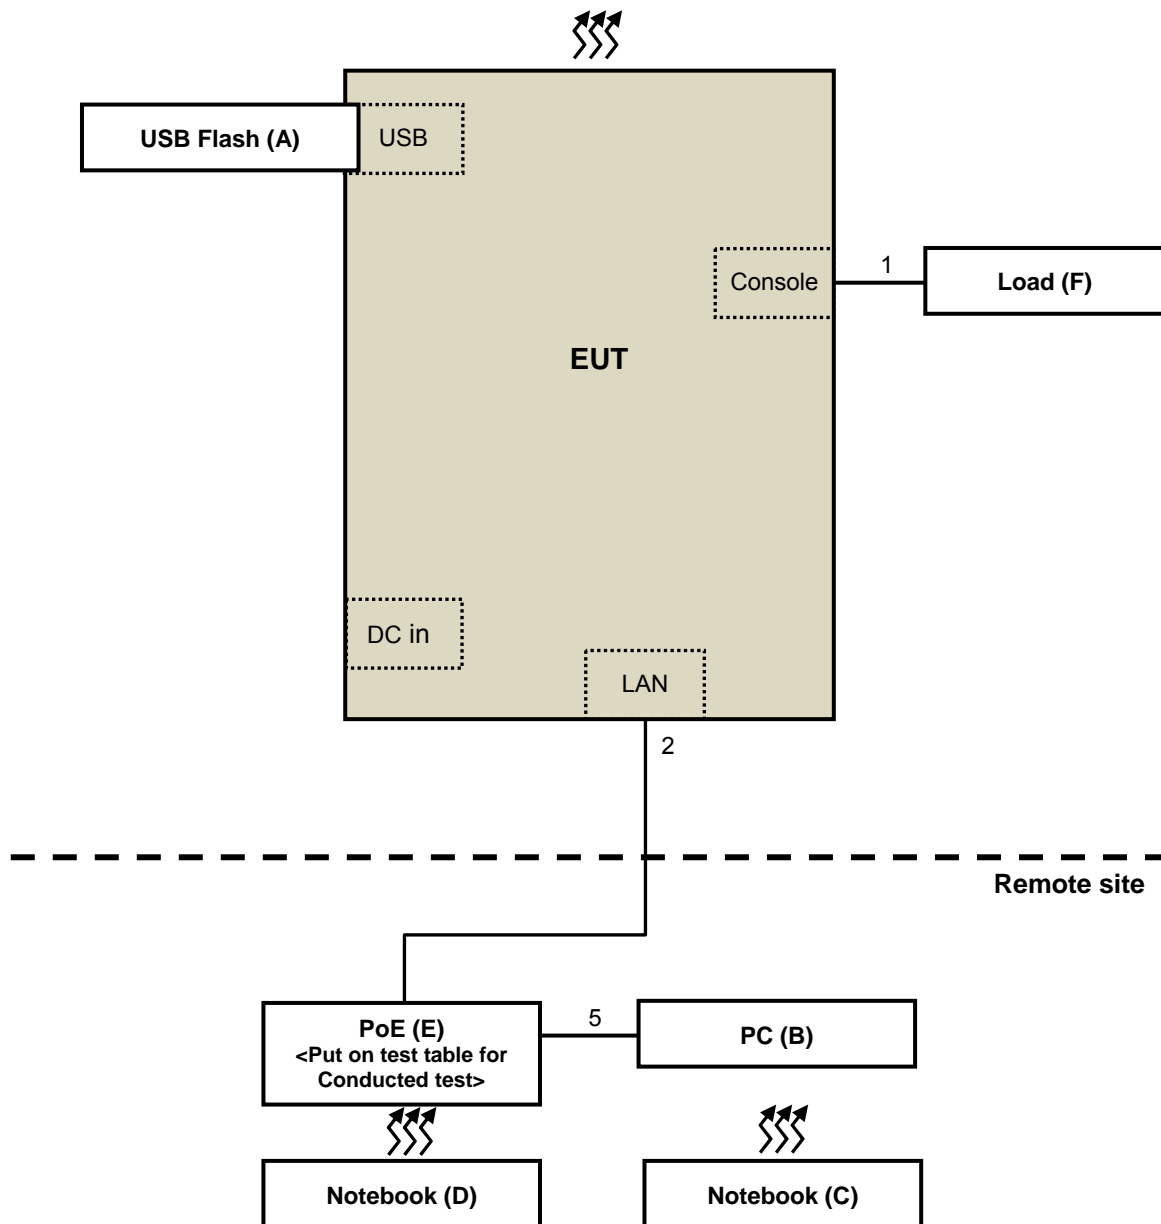 USB Flash (A)
USB
Console
1
Load (F)
EUT
DC in
LAN
2
Remote site
PoE (E)
<Put on test table for
Conducted test>
5
PC (B)
Notebook (D)
Notebook (C)